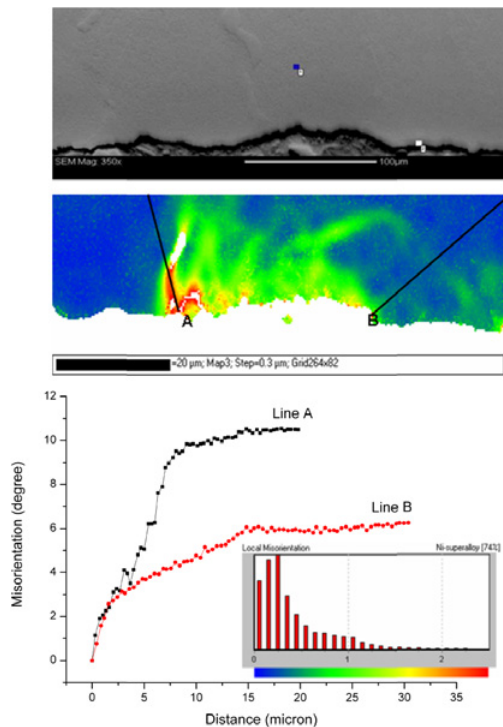 SEM Mag: 350x
100µm
A
B
=20 µm; Map3; Step=0.3 µm; Grid264x82
12
10
8
6
4
2
0
Misorientation (degree)
Line A
Line B
Local Misorientation
Ni-superalloy [74%]
0
1
2
0
5
10
15
20
25
30
35
Distance (micron)